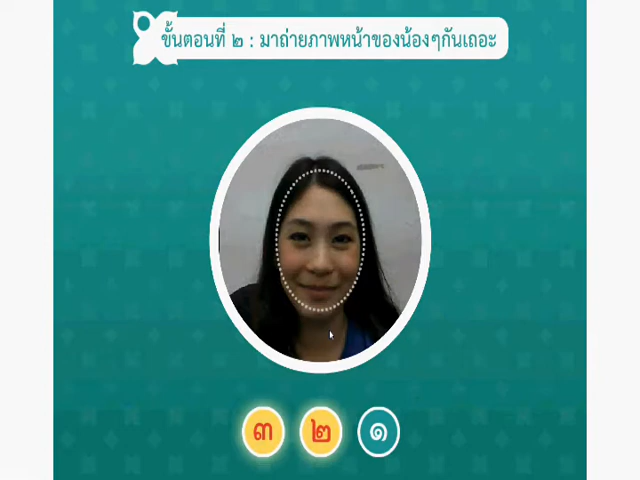 ขั้นตอนที่ ๒ : มาถ่ายภาพหน้าของน้องๆกันเถอะ
๓ ๒ ๑